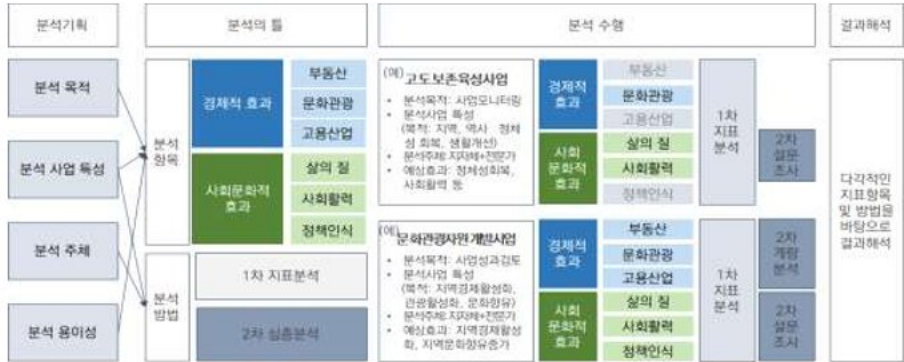 분석기획
분석의 틀
분석 수행
결과해석
분석 목적
분석 사업 특성
분석 주체
분석 용이성
분석
항목
경제적 효과
부동산
문화관광
고용산업
사회문화적
효과
삶의 질
사회활력
정책인식
분석
방법
1차 지표분석
2차 심층분석
(예)
고도보존육성사업
• 분석목적: 사업모니터링
• 분석사업 특성
(목적: 지역, 역사 정체
성 회복, 생활개선)
• 분석주체: 지자체+전문가
• 예상효과: 정체성회복,
사회활력 등
경제적
효과
부동산
문화관광
고용산업
사회
문화적
효과
삶의 질
사회활력
정책인식
1차
지표
분석
2차
설문
조사
(예)
문화관광자원개발사업
• 분석목적: 사업성과검토
• 분석사업 특성
(목적: 지역경제활성화,
관광활성화, 문화향유)
• 분석주체: 지자체+전문가
• 예상효과: 지역경제활성
화, 지역문화향유증가
경제적
효과
부동산
문화관광
고용산업
사회
문화적
효과
삶의 질
사회활력
정책인식
1차
지표
분석
2차
계량
분석
2차
설문
조사
다각적인
지표항목
및 방법을
바탕으로
결과해석